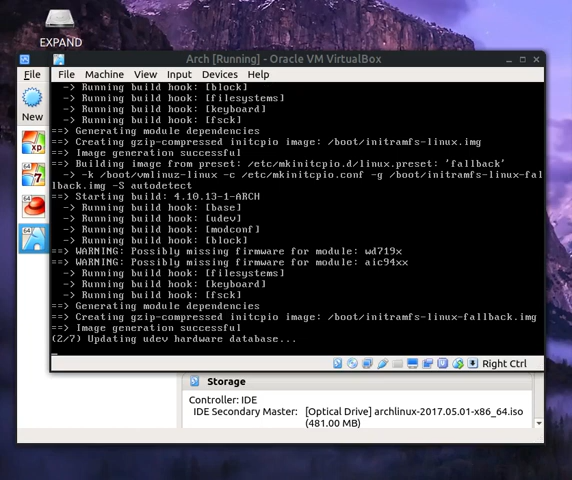 EXPAND
Arch [Running] - Oracle VM VirtualBox
File
File Machine View Input Devices Help
New
-> Running build hook: [block]
-> Running build hook: [filesystems]
-> Running build hook: [keyboard]
-> Running build hook: [fsck]
==> Generating module dependencies
==> Creating gzip-compressed initcpio image: /boot/initramfs-linux.img
==> Image generation successful
==> Building image from preset: /etc/mkinitcpio.d/linux.preset: 'fallback'
-> -k /boot/vmlinuz-linux -c /etc/mkinitcpio.conf -g /boot/initramfs-linux-fal
lback.img -S autodetect
==> Starting build: 4.10.13-1-ARCH
-> Running build hook: [base]
-> Running build hook: [udev]
-> Running build hook: [modconf]
-> Running build hook: [block]
==> WARNING: Possibly missing firmware for module: wd719x
==> WARNING: Possibly missing firmware for module: aic94xx
-> Running build hook: [filesystems]
-> Running build hook: [keyboard]
-> Running build hook: [fsck]
==> Generating module dependencies
==> Creating gzip-compressed initcpio image: /boot/initramfs-linux-fallback.img
==> Image generation successful
(2/7) Updating udev hardware database...
64
xp
64
7
64
64
Right Ctrl
Storage
Controller: IDE
IDE Secondary Master: [Optical Drive] archlinux-2017.05.01-x86_64.iso
(481.00 MB)